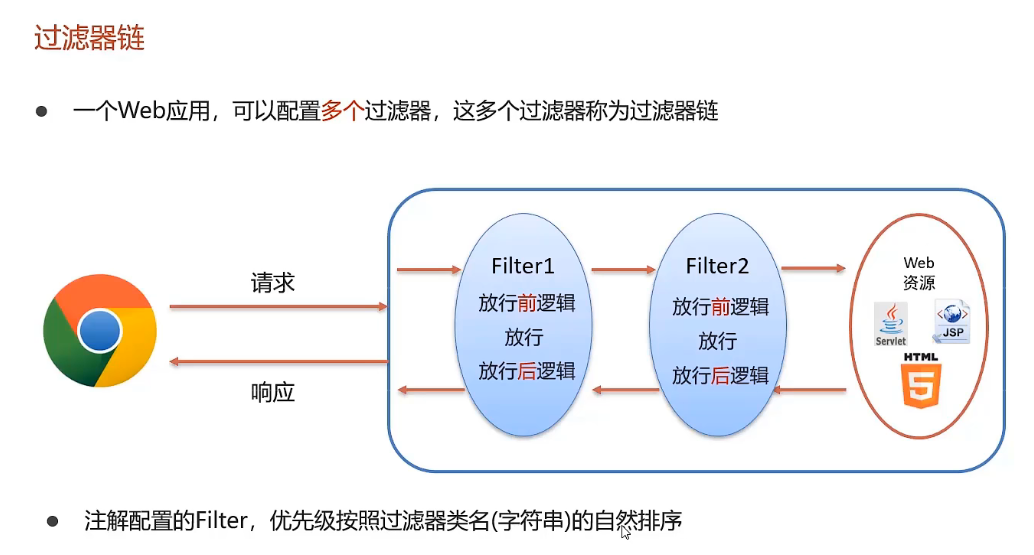 过滤器链
● 一个Web应用，可以配置多个过滤器，这多个过滤器称为过滤器链
请求
响应
Filter1
放行前逻辑
放行
放行后逻辑
Filter2
放行前逻辑
放行
放行后逻辑
Web
资源
Servlet
<>
JSP
HTML
5
● 注解配置的Filter，优先级按照过滤器类名(字符串)的自然排序